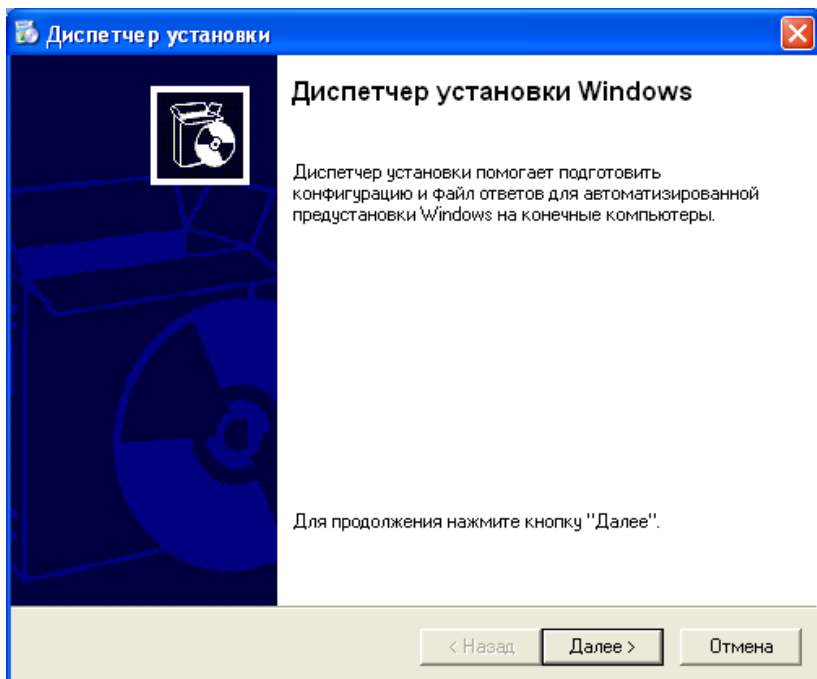 Диспетчер установки
Диспетчер установки Windows
Диспетчер установки помогает подготовить
конфигурацию и файл ответов для автоматизированной
предустановки Windows на конечные компьютеры.
Для продолжения нажмите кнопку "Далее".
< Назад
Далее >
Отмена